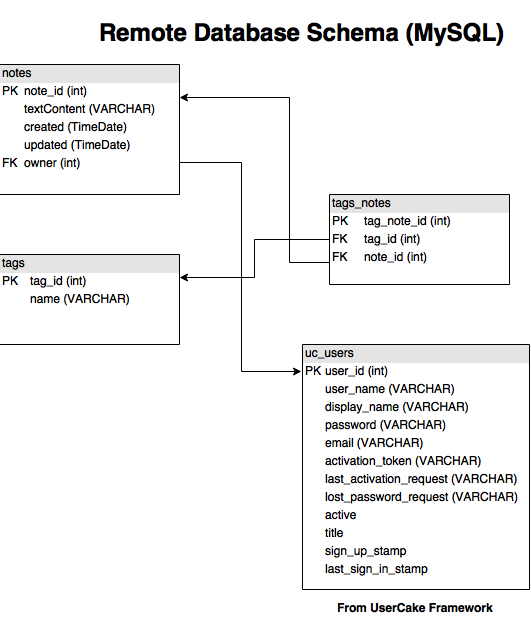 Remote Database Schema (MySQL)
notes
PK note_id (int)
textContent (VARCHAR)
created (TimeDate)
updated (TimeDate)
FK owner (int)
tags_notes
PK tag_note_id (int)
FK tag_id (int)
FK note_id (int)
tags
PK tag_id (int)
name (VARCHAR)
uc_users
PK user_id (int)
user_name (VARCHAR)
display_name (VARCHAR)
password (VARCHAR)
email (VARCHAR)
activation_token (VARCHAR)
last_activation_request (VARCHAR)
lost_password_request (VARCHAR)
active
title
sign_up_stamp
last_sign_in_stamp
From UserCake Framework